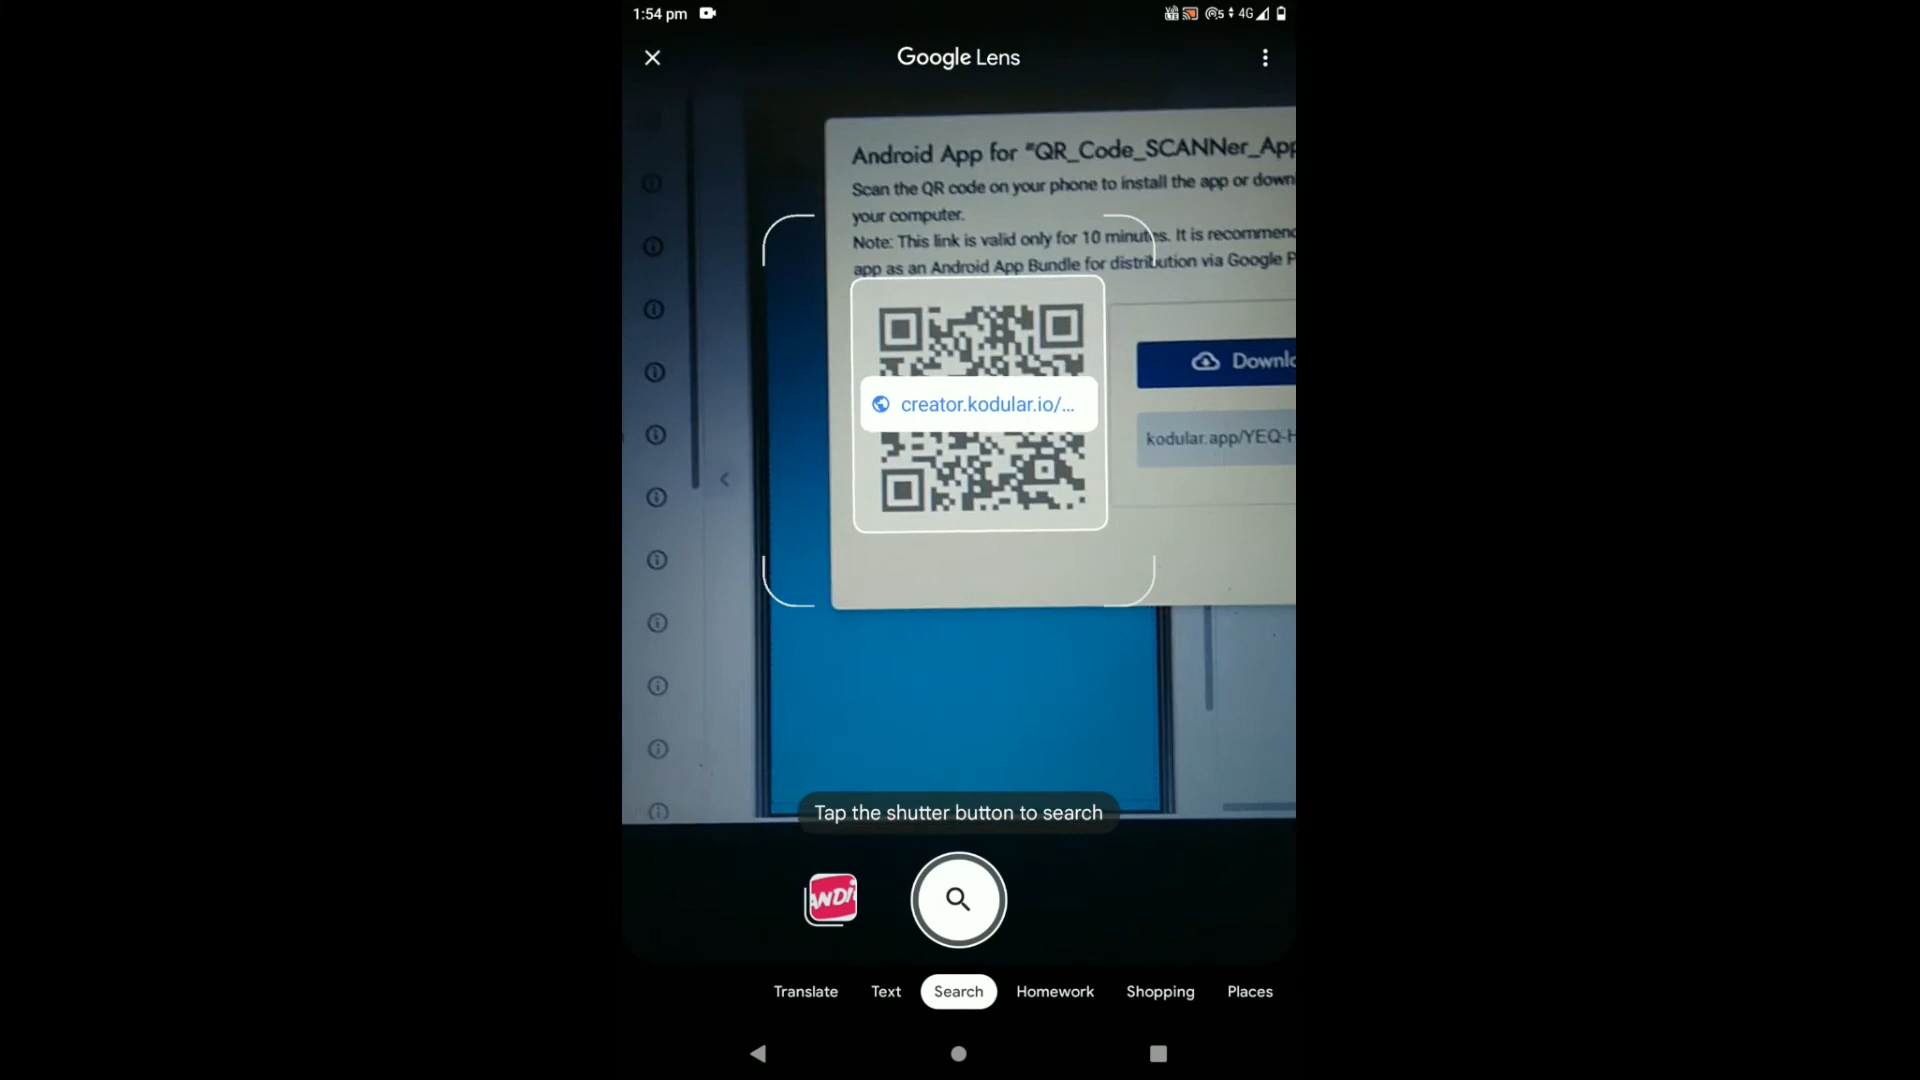 1:54 pm
4G
Google Lens
Android App for "QR_Code_SCANNer_App
Scan the QR code on your phone to install the app or down
your computer.
Note: This link is valid only for 10 minutes. It is recommend
app as an Android App Bundle for distribution via Google P
creator.kodular.io/...
Downlo
kodular.app/YEQ-H
Tap the shutter button to search
ANDi
Translate Text Search Homework Shopping Places